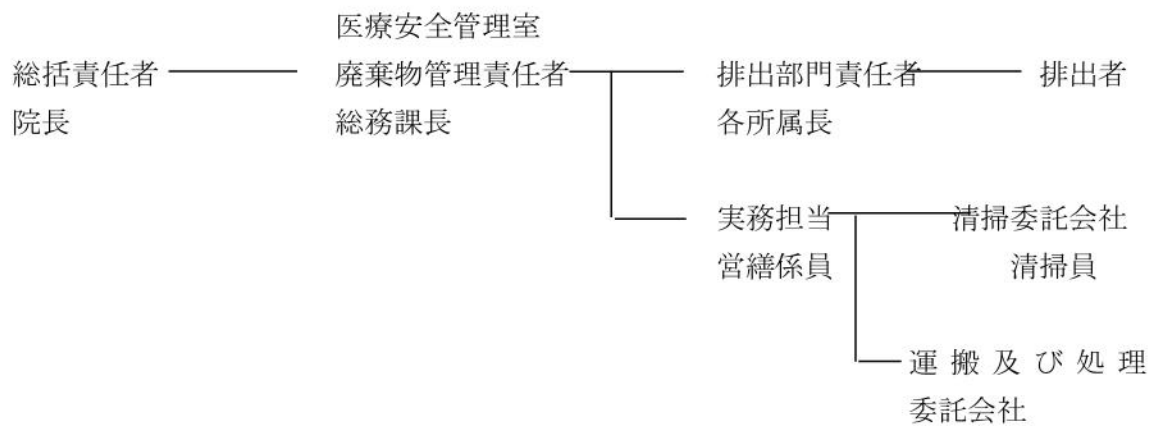 医療安全管理室
総括責任者 廃棄物管理責任者 排出部門責任者 排出者
院長 総務課長 各所属長
実務担当 清掃委託会社
営繕係員 清掃員
運搬及び処理
委託会社